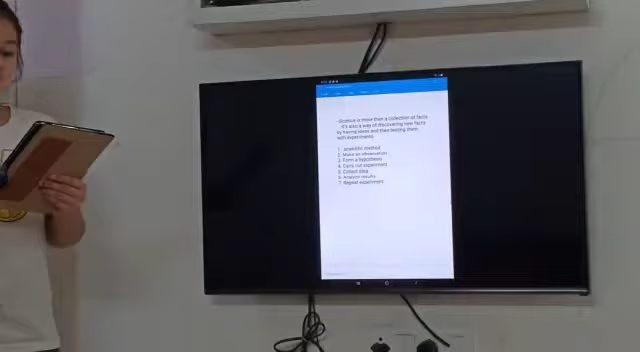 -Science is more than a collection of facts
. It's also a way of discovering new facts
by having ideas and then testing them
with experiments
1. scientific method
2. Make an observation
3. Form a hypothesis
4. Carry out experiment
5. Collect data
6. Analyze results
7. Repeat experiment